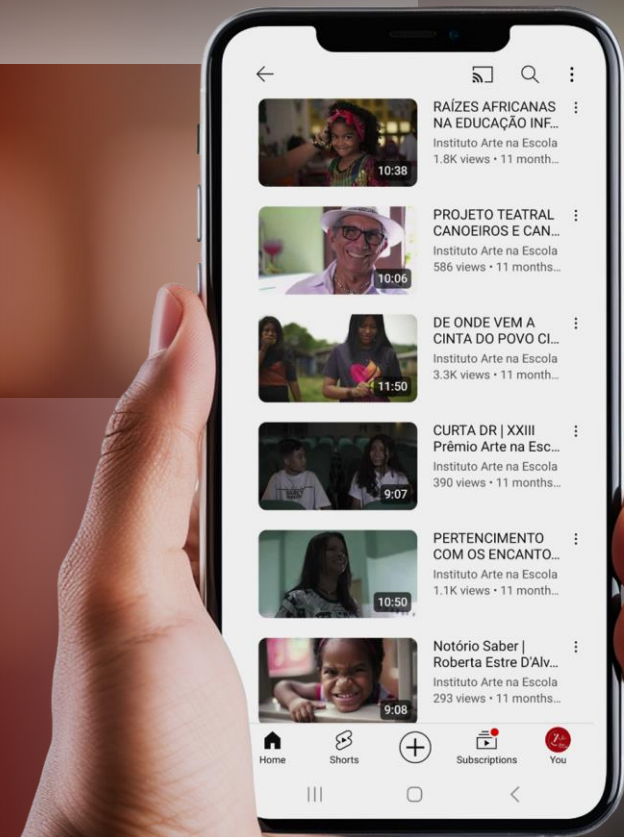 RAÍZES AFRICANAS
NA EDUCAÇÃO INF...
Instituto Arte na Escola
1.8K views • 11 month...
10:38
PROJETO TEATRAL
CANOEIROS E CAN...
Instituto Arte na Escola
586 views • 11 months...
10:06
DE ONDE VEM A
CINTA DO POVO CI...
Instituto Arte na Escola
3.3K views • 11 month...
11:50
CURTA DR | XXIII
Prêmio Arte na Esc...
Instituto Arte na Escola
390 views • 11 months...
9:07
PERTENCIMENTO
COM OS ENCANTO...
Instituto Arte na Escola
1.1K views • 11 month...
10:50
Notório Saber |
Roberta Estre D'Alv...
Instituto Arte na Escola
293 views • 11 months...
9:08
Home
Shorts
Subscriptions
You